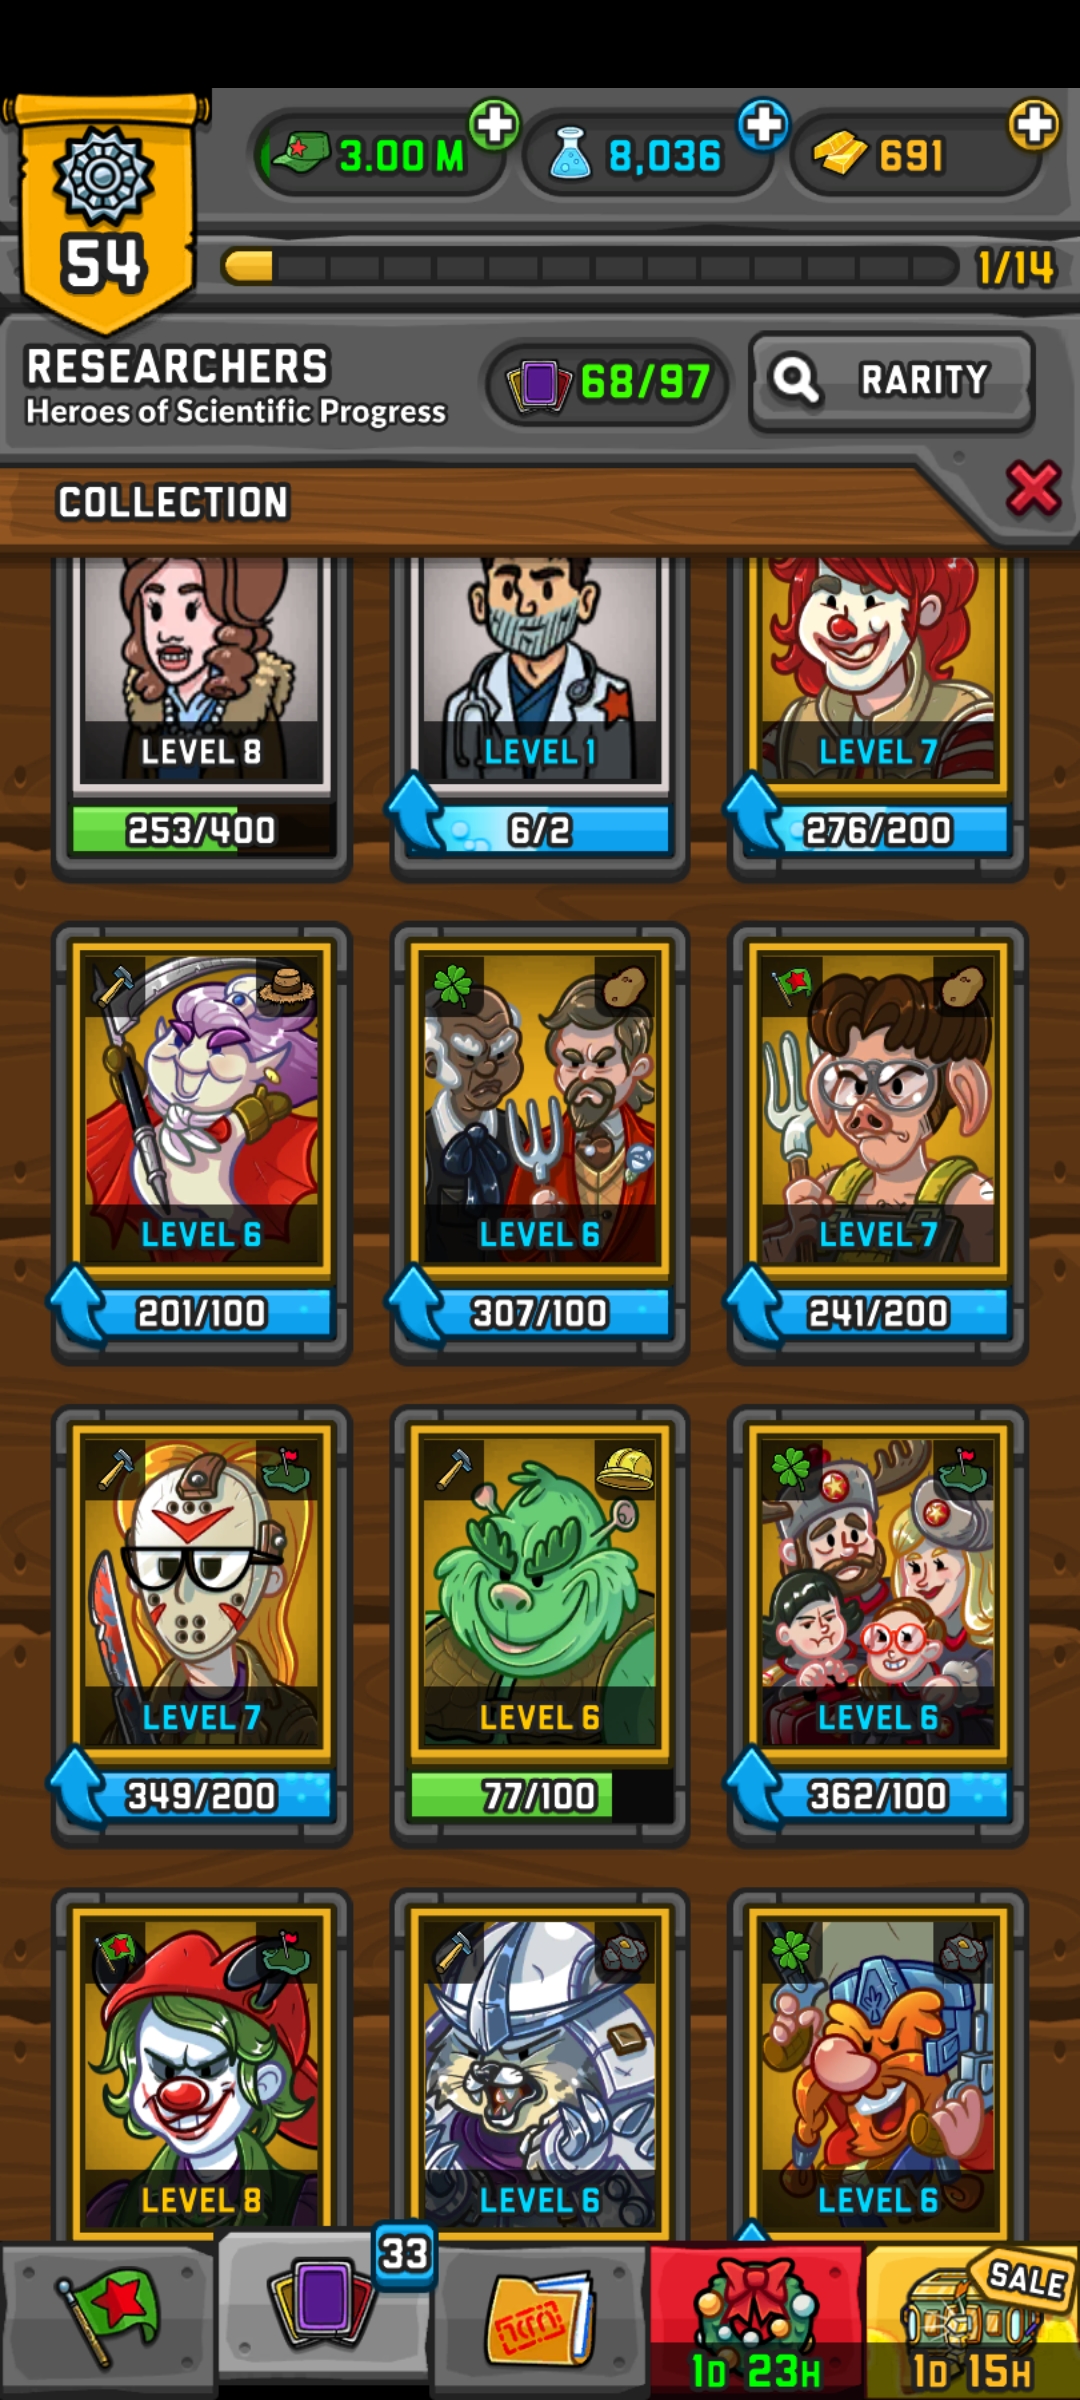 3.00 M
8,036
691
54
1/14
RESEARCHERS
Heroes of Scientific Progress
68/97
RARITY
COLLECTION
LEVEL 8
LEVEL 1
LEVEL 7
253/400
6/2
276/200
LEVEL 6
LEVEL 6
LEVEL 7
201/100
307/100
241/200
LEVEL 7
LEVEL 6
LEVEL 6
349/200
77/100
362/100
LEVEL 8
LEVEL 6
LEVEL 6
33
SALE
1D 23H
1D 15H